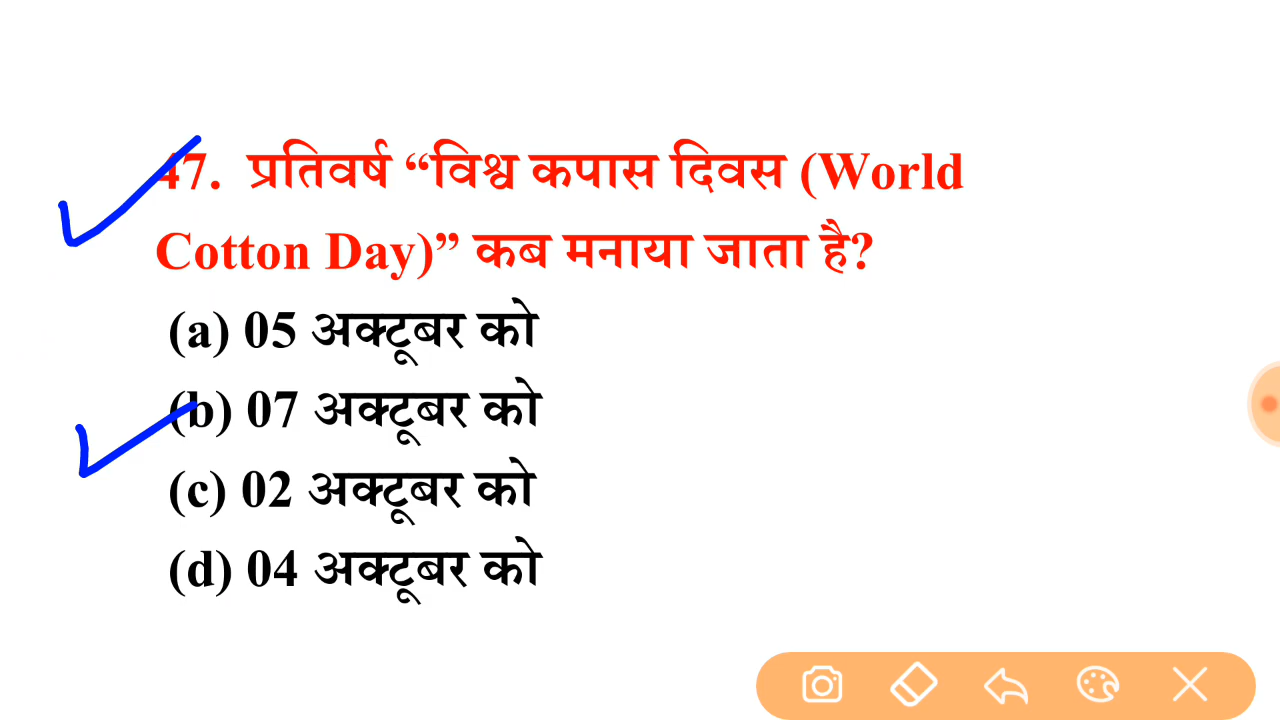 47. प्रतिवर्ष “विश्व कपास दिवस (World
Cotton Day)” कब मनाया जाता है?
(a) 05 अक्टूबर को
(b) 07 अक्टूबर को
(c) 02 अक्टूबर को
(d) 04 अक्टूबर को